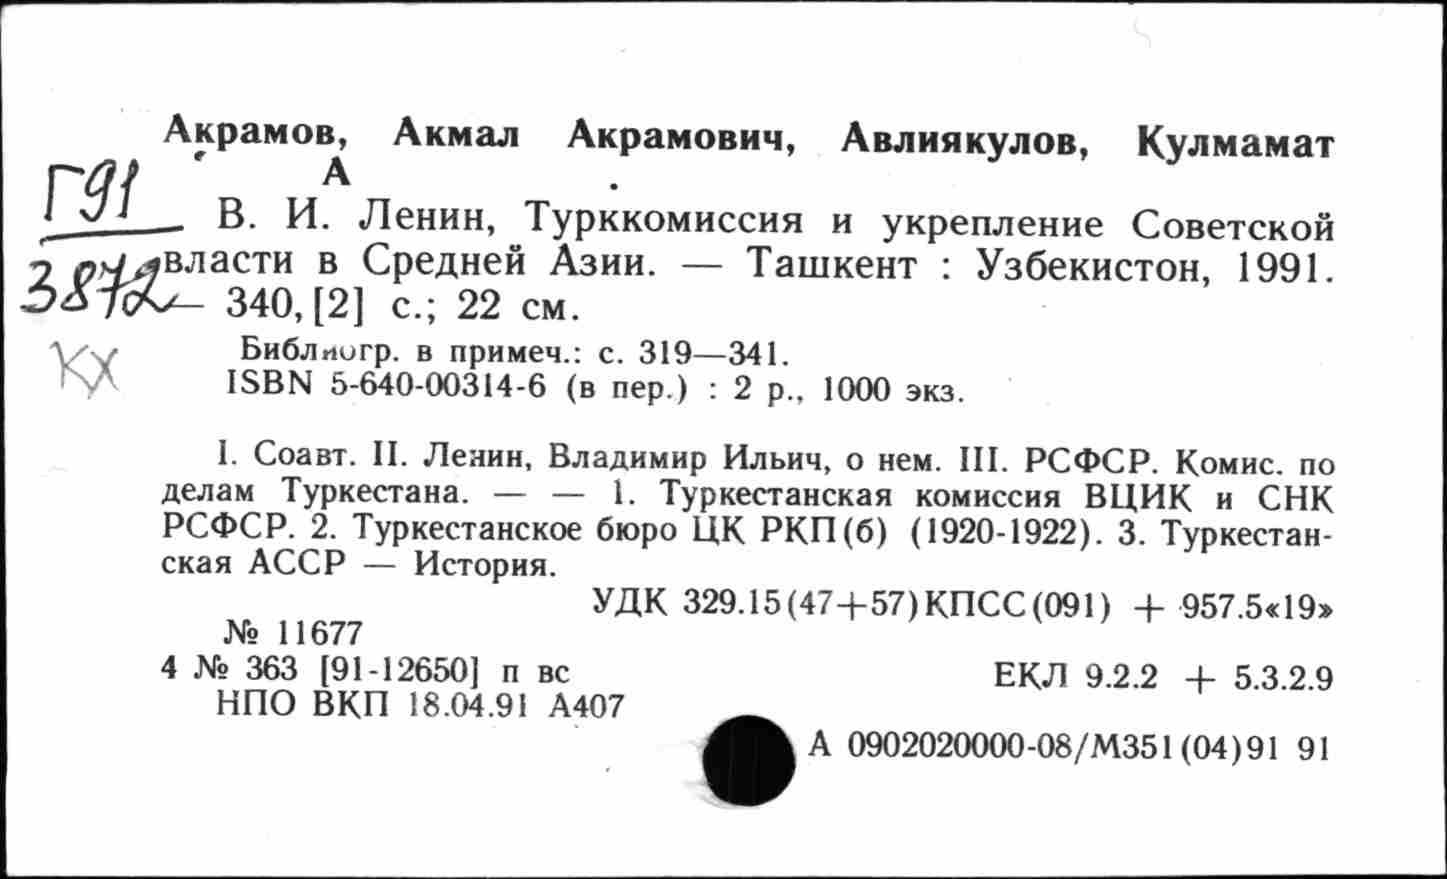 Акрамов, Акмал Акрамович, Авлиякулов, Кулмамат
А
Г91
В. И. Ленин, Турккомиссия и укрепление Советской
власти в Средней Азии. — Ташкент : Узбекистон, 1991.
3872
— 340, [2] с.; 22 см.
Библиогр. в примеч.: с. 319—341.
КХ
ISBN 5-640-00314-6 (в пер.) : 2 р., 1000 экз.
I. Соавт. II. Ленин, Владимир Ильич, о нем. III. РСФСР. Комис. по
делам Туркестана. — — 1. Туркестанская комиссия ВЦИК и СНК
РСФСР. 2. Туркестанское бюро ЦК РКП(б) (1920-1922). 3. Туркестан-
ская АССР — История.
УДК 329.15(47+57)КПСС(091) + 957.5«19»
№ 11677
4 № 363 [91-12650] п вс
ЕКЛ 9.2.2 + 5.3.2.9
НПО ВКП 18.04.91 А407
А 0902020000-08/М351(04)91 91